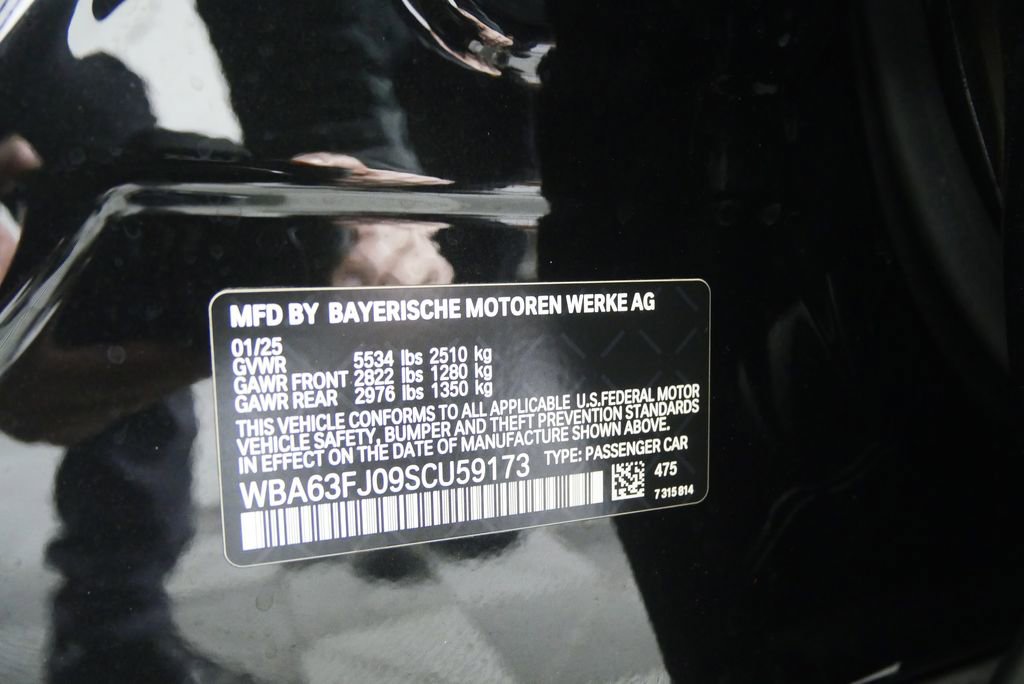 MFD BY BAYERISCHE MOTOREN WERKE AG
01/25
GVWR 5534 lbs 2510 kg
GAWR FRONT 2822 lbs 1280 kg
GAWR REAR 2976 lbs 1350 kg
THIS VEHICLE CONFORMS TO ALL APPLICABLE U.S.FEDERAL MOTOR
VEHICLE SAFETY, BUMPER AND THEFT PREVENTION STANDARDS
IN EFFECT ON THE DATE OF MANUFACTURE SHOWN ABOVE.
TYPE: PASSENGER CAR
WBA63FJ09SCU59173
475
7315814